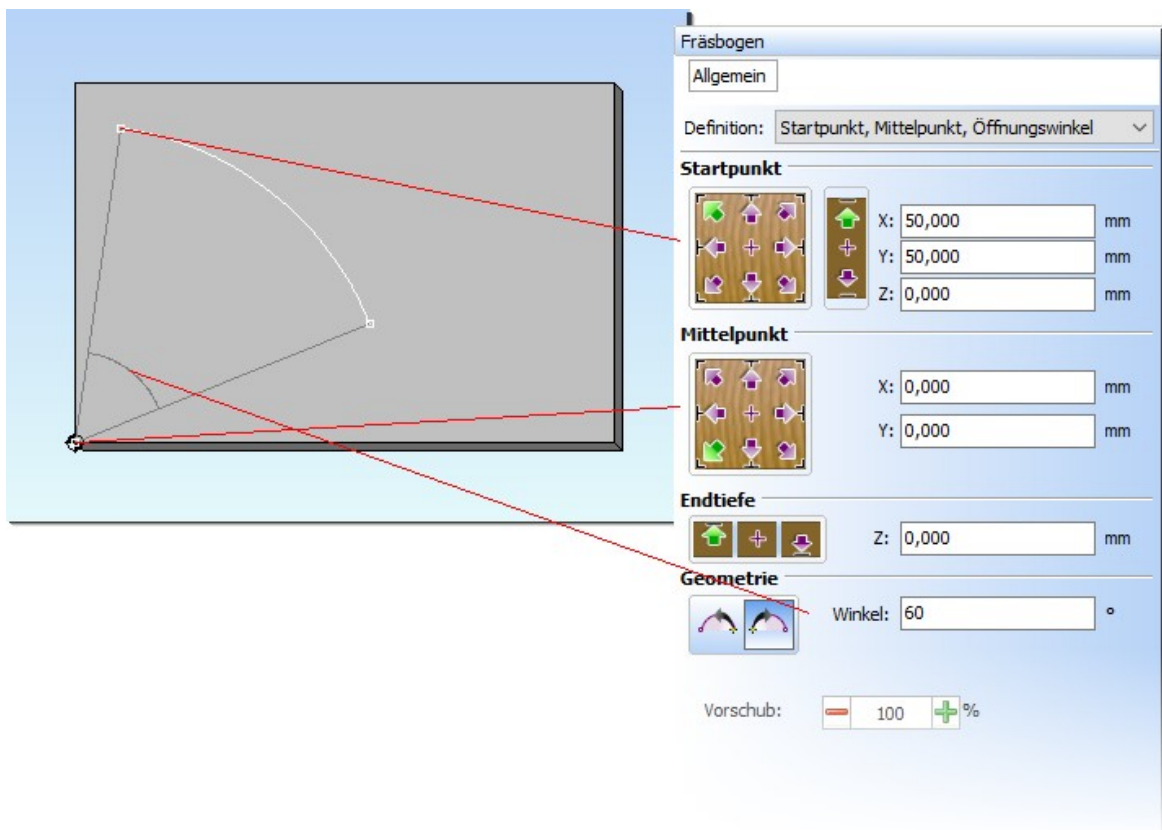 Fräsbogen
Allgemein
Definition: Startpunkt, Mittelpunkt, Öffnungswinkel
Startpunkt
X: 50,000 mm
Y: 50,000 mm
Z: 0,000 mm
Mittelpunkt
X: 0,000 mm
Y: 0,000 mm
Endtiefe
Z: 0,000 mm
Geometrie
Winkel: 60 °
Vorschub: 100 %